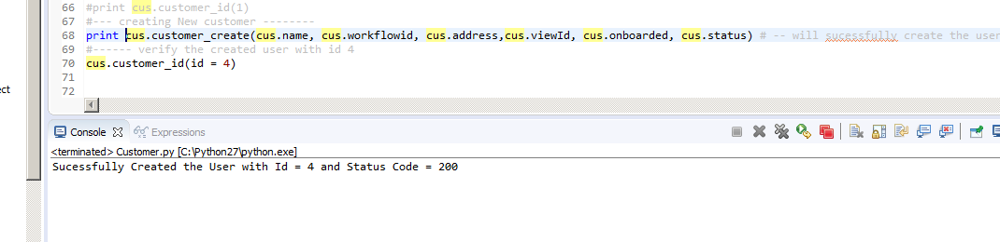 66 #print cus.customer_id(1)
67 #--- creating New customer --------
68 print cus.customer_create(cus.name, cus.workflowid, cus.address,cus.viewId, cus.onboarded, cus.status) # -- will sucessfully create the user
69 #------ verify the created user with id 4
70 cus.customer_id(id = 4)
71
72
ect
Console Expressions
<terminated> Customer.py [C:\Python27\python.exe]
Sucessfully Created the User with Id = 4 and Status Code = 200